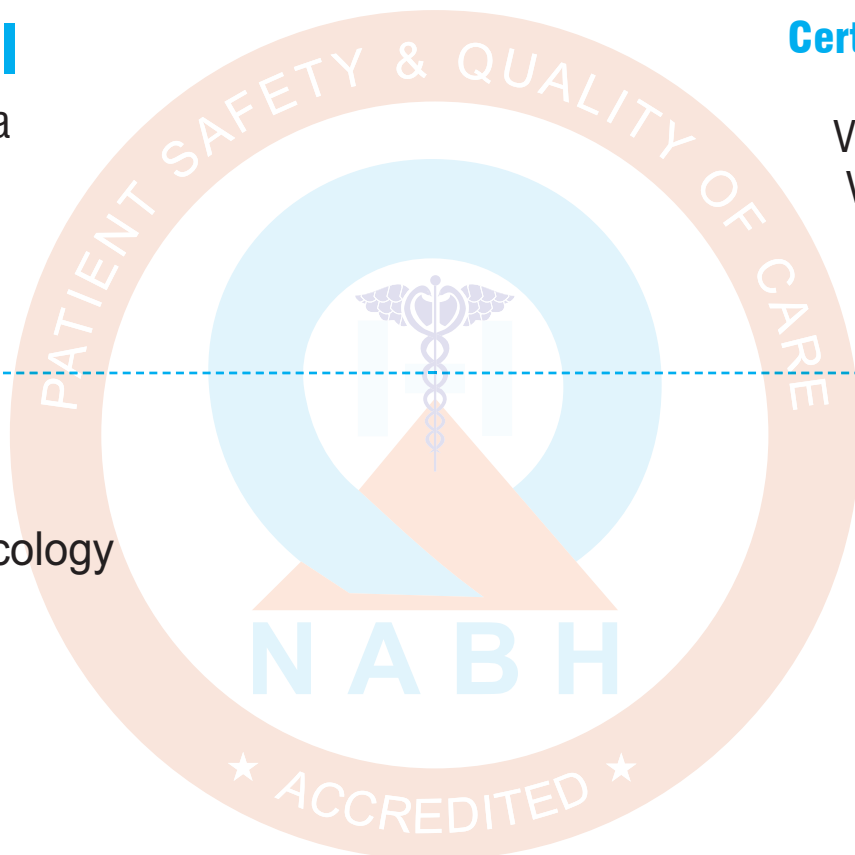 l
Cert
a
V
V
PATIENT SAFETY & QUALITY OF CARE
cology
NABH
★ ACCREDITED ★